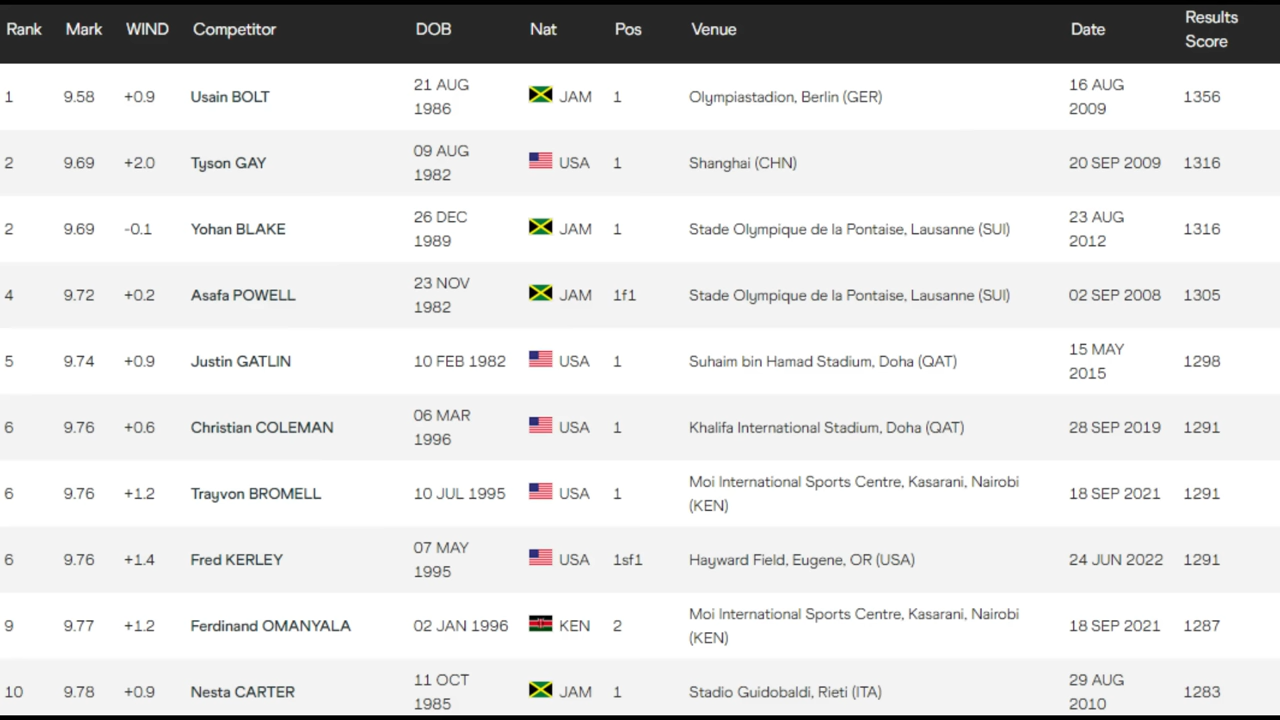 Rank Mark WIND Competitor DOB Nat Pos Venue Date Results Score
1 9.58 +0.9 Usain BOLT 21 AUG 1986 JAM 1 Olympiastadion, Berlin (GER) 16 AUG 2009 1356
2 9.69 +2.0 Tyson GAY 09 AUG 1982 USA 1 Shanghai (CHN) 20 SEP 2009 1316
2 9.69 -0.1 Yohan BLAKE 26 DEC 1989 JAM 1 Stade Olympique de la Pontaise, Lausanne (SUI) 23 AUG 2012 1316
4 9.72 +0.2 Asafa POWELL 23 NOV 1982 JAM 1f1 Stade Olympique de la Pontaise, Lausanne (SUI) 02 SEP 2008 1305
5 9.74 +0.9 Justin GATLIN 10 FEB 1982 USA 1 Suhaim bin Hamad Stadium, Doha (QAT) 15 MAY 2015 1298
6 9.76 +0.6 Christian COLEMAN 06 MAR 1996 USA 1 Khalifa International Stadium, Doha (QAT) 28 SEP 2019 1291
6 9.76 +1.2 Trayvon BROMELL 10 JUL 1995 USA 1 Moi International Sports Centre, Kasarani, Nairobi (KEN) 18 SEP 2021 1291
6 9.76 +1.4 Fred KERLEY 07 MAY 1995 USA 1sf1 Hayward Field, Eugene, OR (USA) 24 JUN 2022 1291
9 9.77 +1.2 Ferdinand OMANYALA 02 JAN 1996 KEN 2 Moi International Sports Centre, Kasarani, Nairobi (KEN) 18 SEP 2021 1287
10 9.78 +0.9 Nesta CARTER 11 OCT 1985 JAM 1 Stadio Guidobaldi, Rieti (ITA) 29 AUG 2010 1283